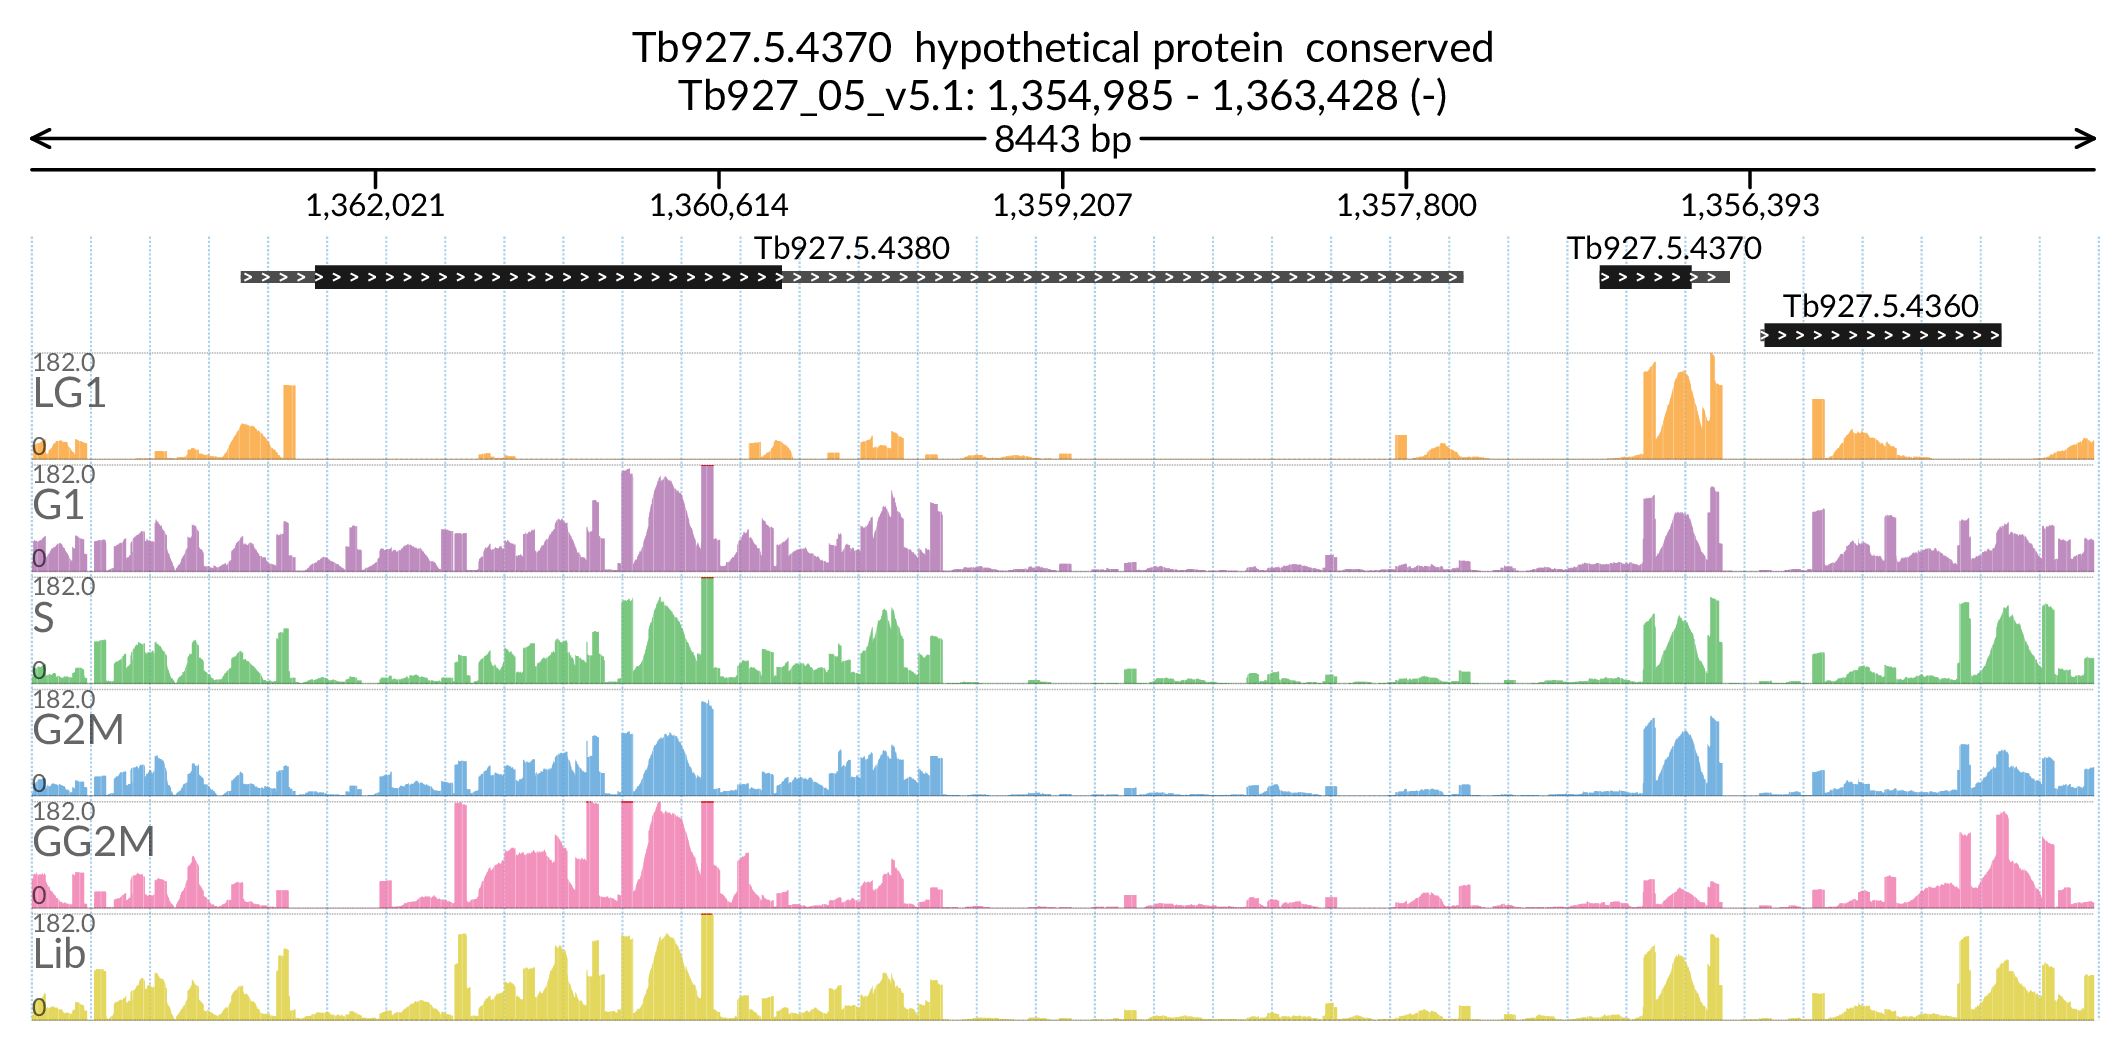 Tb927.5.4370  hypothetical protein  conserved
Tb927_05_v5.1: 1,354,985 - 1,363,428 (-)
8443 bp
1,362,021 1,360,614 1,359,207 1,357,800 1,356,393
Tb927.5.4380 Tb927.5.4370
Tb927.5.4360
182.0
LG1
0
182.0
G1
0
182.0
S
0
182.0
G2M
0
182.0
GG2M
0
182.0
Lib
0